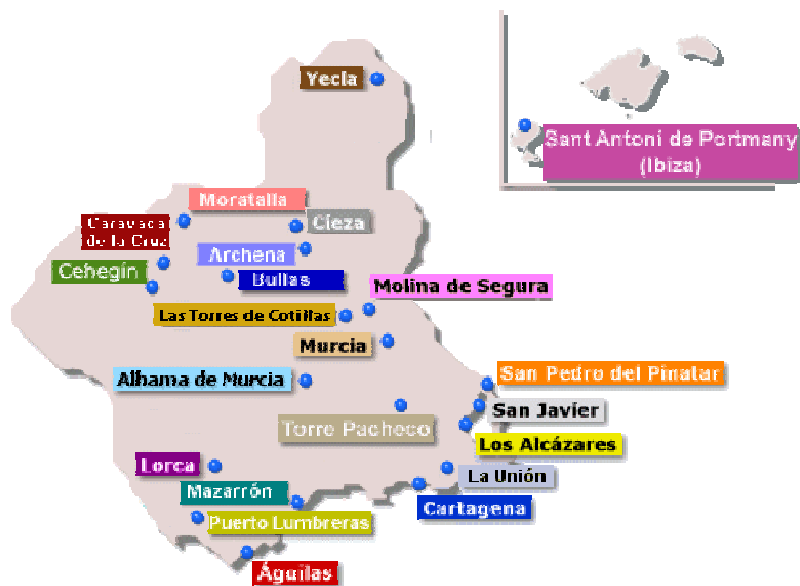 Yecla
Sant Antoni de Portmany
(Ibiza)
Moratalla
Caravaca
de la Cruz
Cieza
Archena
Cehegín
Bullas
Molina de Segura
Las Torres de Cotillas
Murcia
Alhama de Murcia
San Pedro del Pinatar
San Javier
Torre Pacheco
Los Alcázares
Lorca
La Unión
Mazarrón
Cartagena
Puerto Lumbreras
Águilas